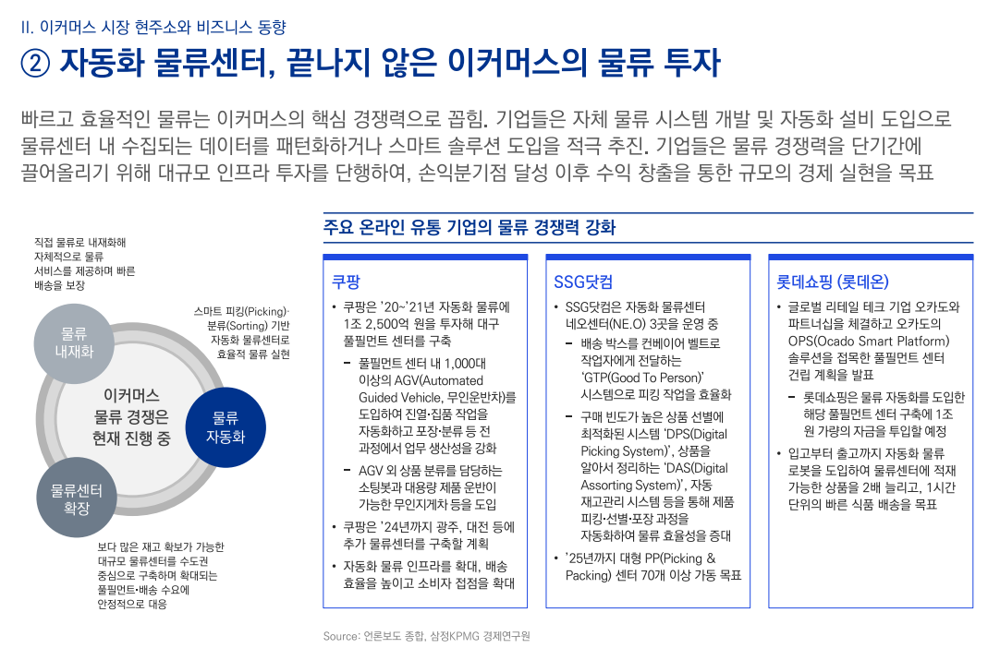 II. 이커머스 시장 현주소와 비즈니스 동향
② 자동화 물류센터, 끝나지 않은 이커머스의 물류 투자
빠르고 효율적인 물류는 이커머스의 핵심 경쟁력으로 꼽힘. 기업들은 자체 물류 시스템 개발 및 자동화 설비 도입으로
물류센터 내 수집되는 데이터를 패턴화하거나 스마트 솔루션 도입을 적극 추진. 기업들은 물류 경쟁력을 단기간에
끌어올리기 위해 대규모 인프라 투자를 단행하여, 손익분기점 달성 이후 수익 창출을 통한 규모의 경제 실현을 목표
직접 물류로 내재화해
자체적으로 물류
서비스를 제공하며 빠른
배송을 보장
물류
내재화
스마트 피킹(Picking)·
분류(Sorting) 기반
자동화 물류센터로
효율적 물류 실현
이커머스
물류 경쟁은
현재 진행 중
물류
자동화
물류센터
확장
보다 많은 재고 확보가 가능한
대규모 물류센터를 수도권
중심으로 구축하며 확대되는
풀필먼트·배송 수요에
안정적으로 대응
주요 온라인 유통 기업의 물류 경쟁력 강화
쿠팡
• 쿠팡은 ’20~’21년 자동화 물류에
1조 2,500억 원을 투자해 대구
풀필먼트 센터를 구축
– 풀필먼트 센터 내 1,000대
이상의 AGV(Automated
Guided Vehicle, 무인운반차)를
도입하여 진열·집품 작업을
자동화하고 포장·분류 등 전
과정에서 업무 생산성을 강화
– AGV 외 상품 분류를 담당하는
소팅봇과 대용량 제품 운반이
가능한 무인지게차 등을 도입
• 쿠팡은 ’24년까지 광주, 대전 등에
추가 물류센터를 구축할 계획
• 자동화 물류 인프라를 확대, 배송
효율을 높이고 소비자 접점을 확대
SSG닷컴
• SSG닷컴은 자동화 물류센터
네오센터(NE.O) 3곳을 운영 중
– 배송 박스를 컨베이어 벨트로
작업자에게 전달하는
‘GTP(Good To Person)’
시스템으로 피킹 작업을 효율화
– 구매 빈도가 높은 상품 선별에
최적화된 시스템 ‘DPS(Digital
Picking System)’, 상품을
알아서 정리하는 ‘DAS(Digital
Assorting System)’, 자동
재고관리 시스템 등을 통해 제품
피킹·선별·포장 과정을
자동화하여 물류 효율성을 증대
• ’25년까지 대형 PP(Picking &
Packing) 센터 70개 이상 가동 목표
롯데쇼핑 (롯데온)
• 글로벌 리테일 테크 기업 오카도와
파트너십을 체결하고 오카도의
OPS(Ocado Smart Platform)
솔루션을 접목한 풀필먼트 센터
건립 계획을 발표
– 롯데쇼핑은 물류 자동화를 도입한
해당 풀필먼트 센터 구축에 1조
원 가량의 자금을 투입할 예정
• 입고부터 출고까지 자동화 물류
로봇을 도입하여 물류센터에 적재
가능한 상품을 2배 늘리고, 1시간
단위의 빠른 식품 배송을 목표
Source: 언론보도 종합, 삼정KPMG 경제연구원